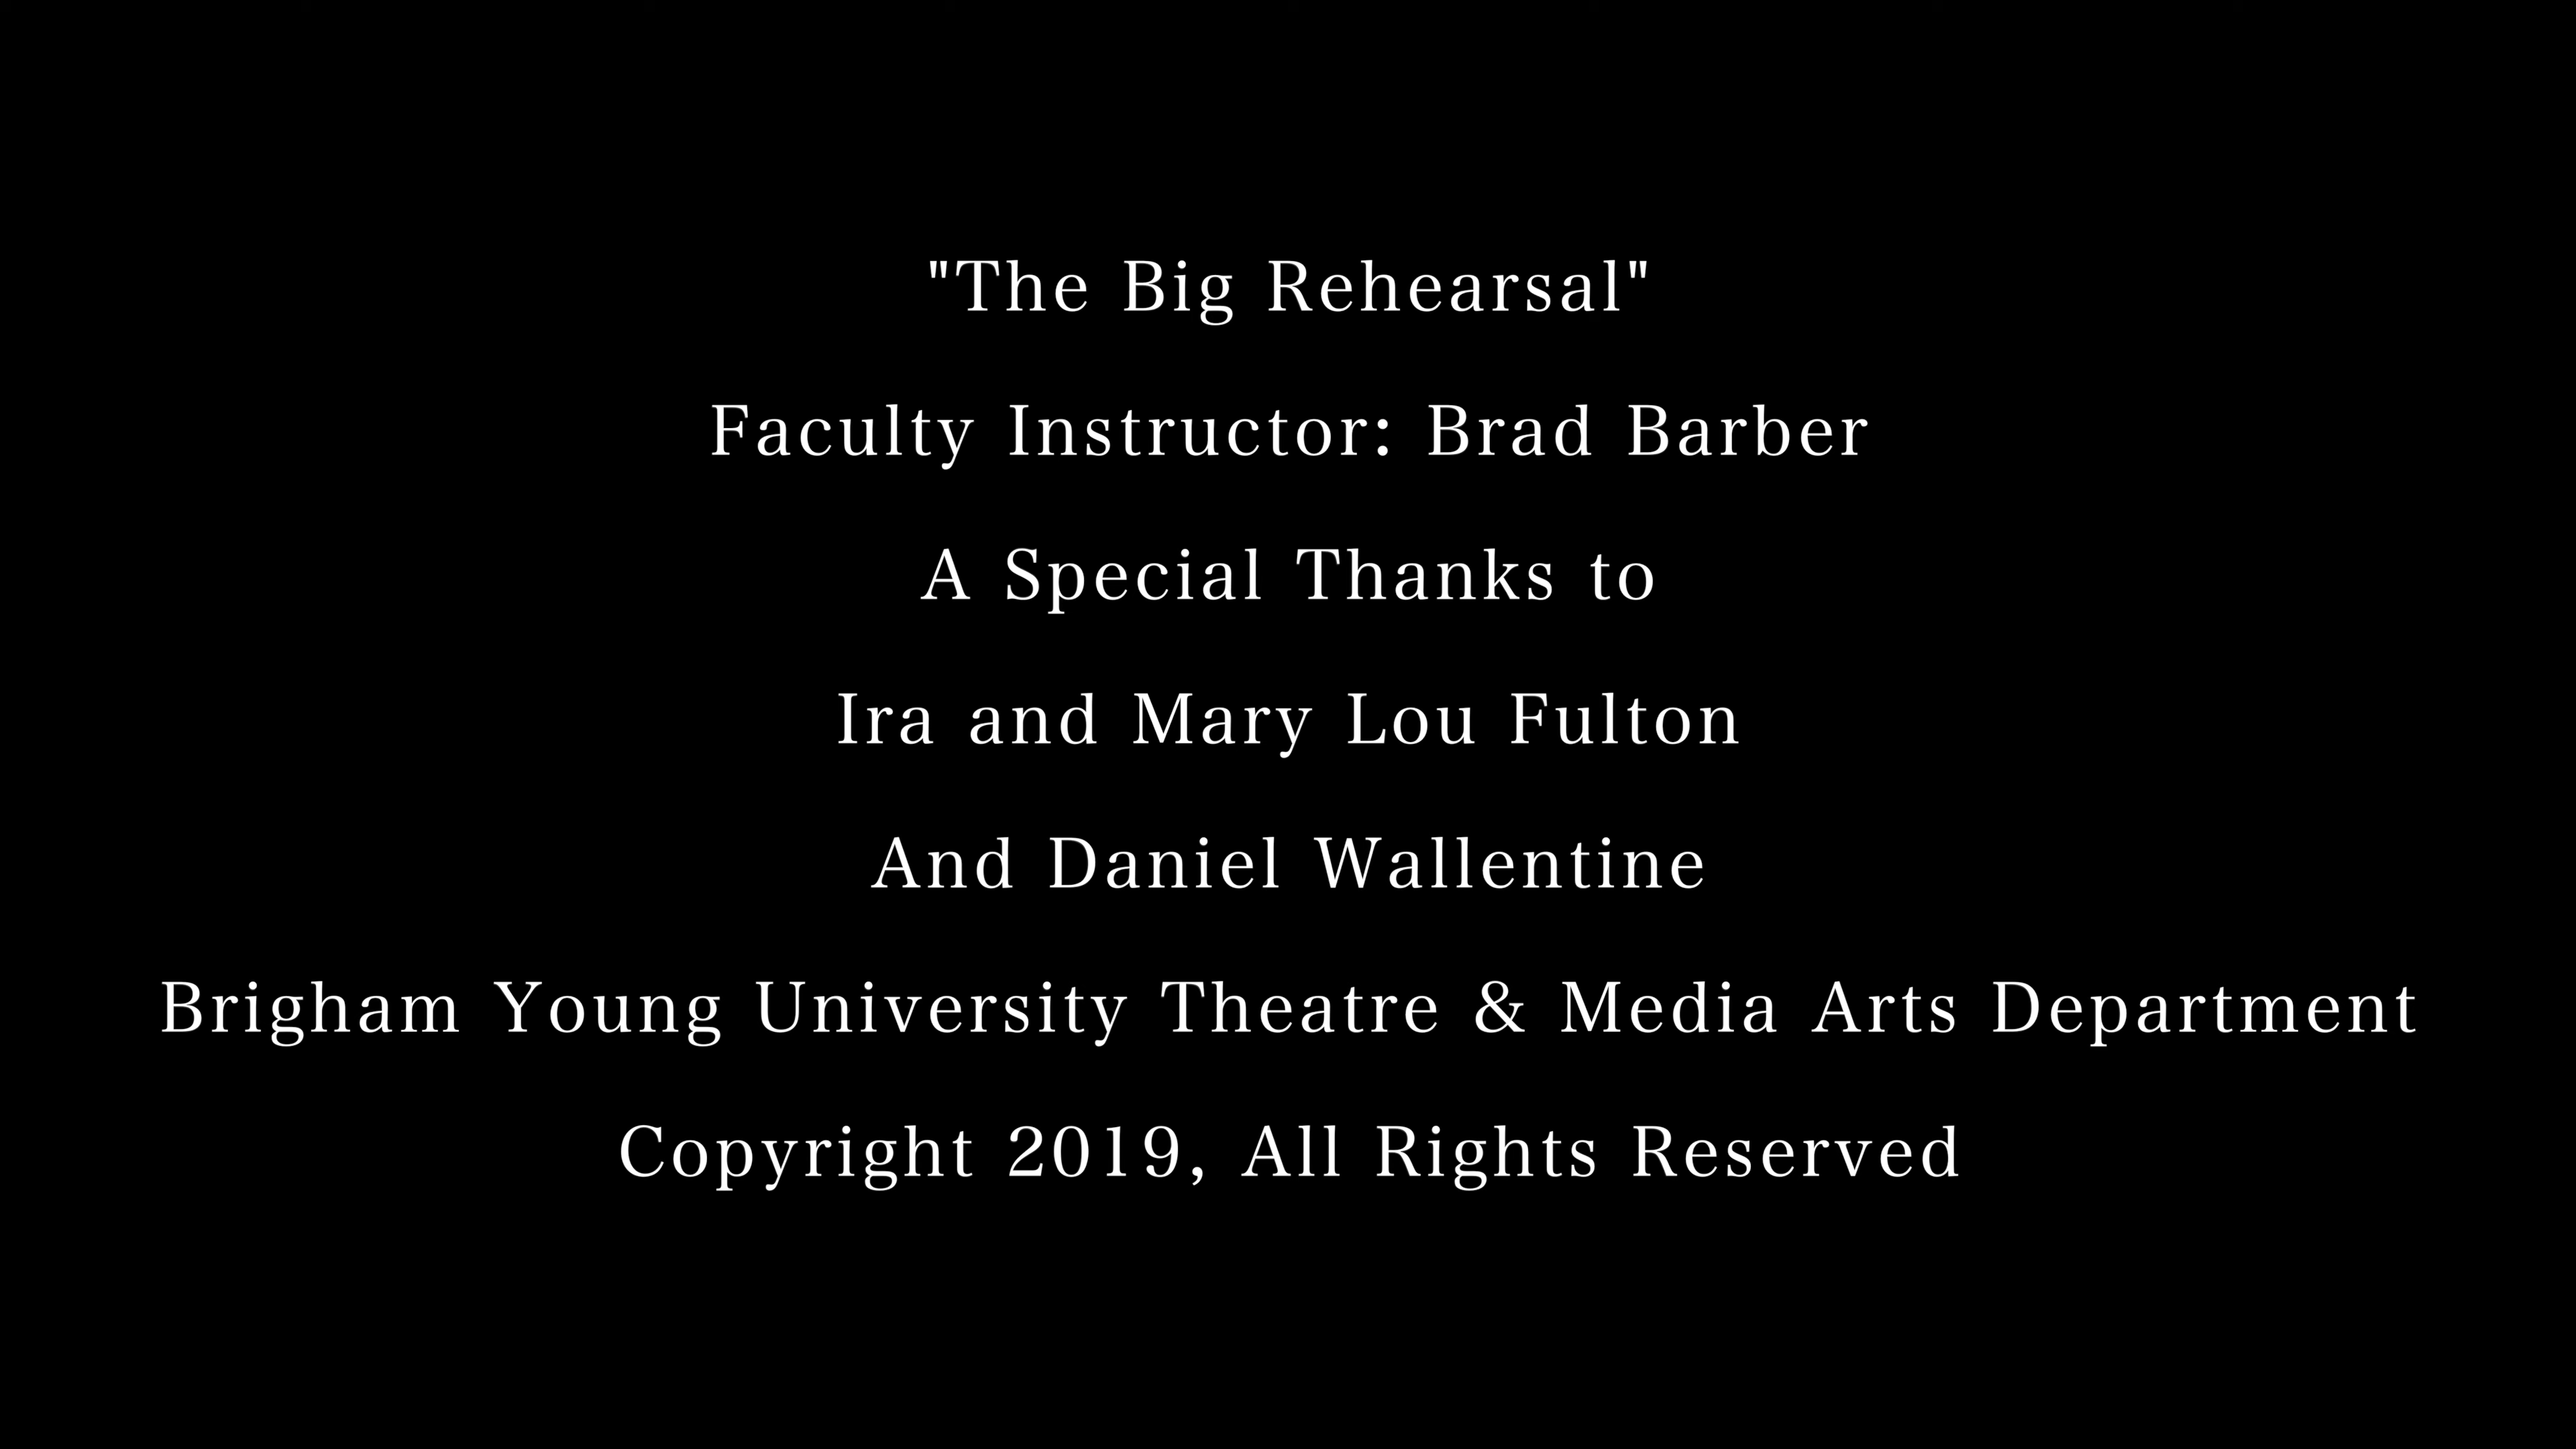 "The Big Rehearsal"
Faculty Instructor: Brad Barber
A Special Thanks to
Ira and Mary Lou Fulton
And Daniel Wallentine
Brigham Young University Theatre & Media Arts Department
Copyright 2019, All Rights Reserved